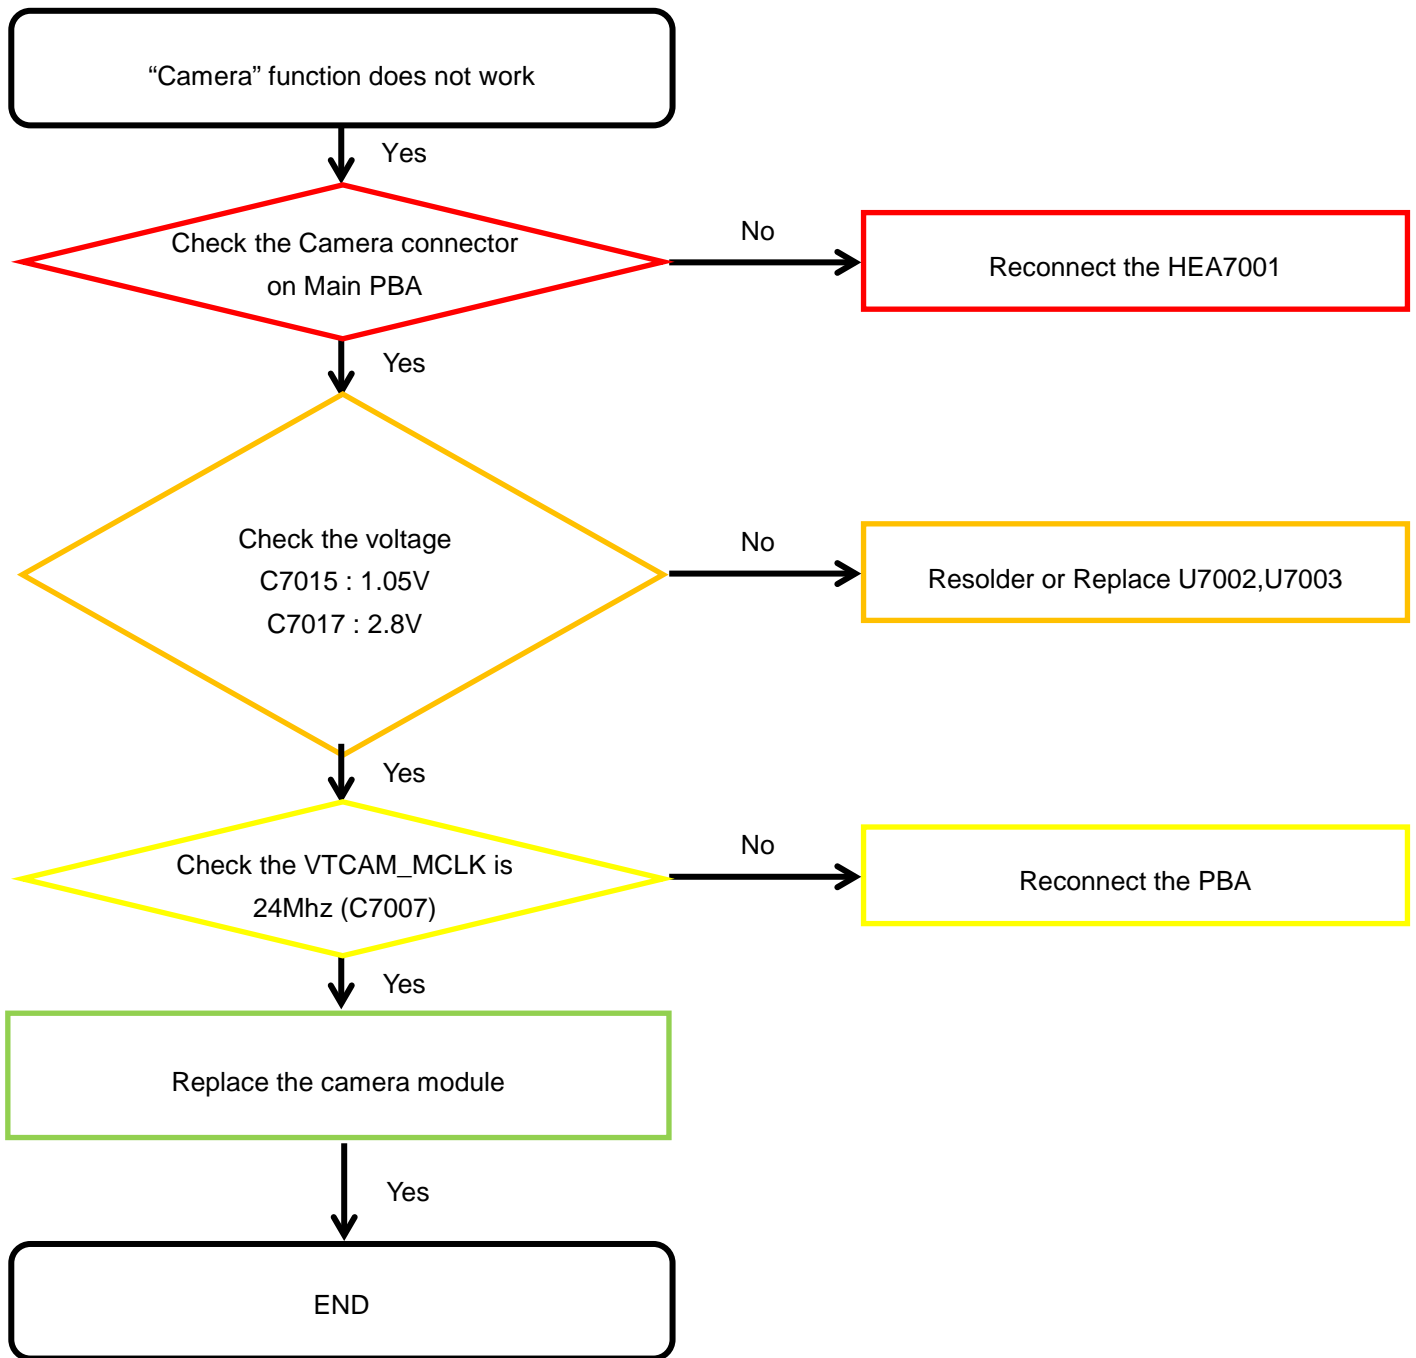 “Camera” function does not work
Yes
Check the Camera connector
on Main PBA
No
Reconnect the HEA7001
Yes
Check the voltage
C7015 : 1.05V
C7017 : 2.8V
No
Resolder or Replace U7002,U7003
Yes
Check the VTCAM_MCLK is
24Mhz (C7007)
No
Reconnect the PBA
Yes
Replace the camera module
Yes
END